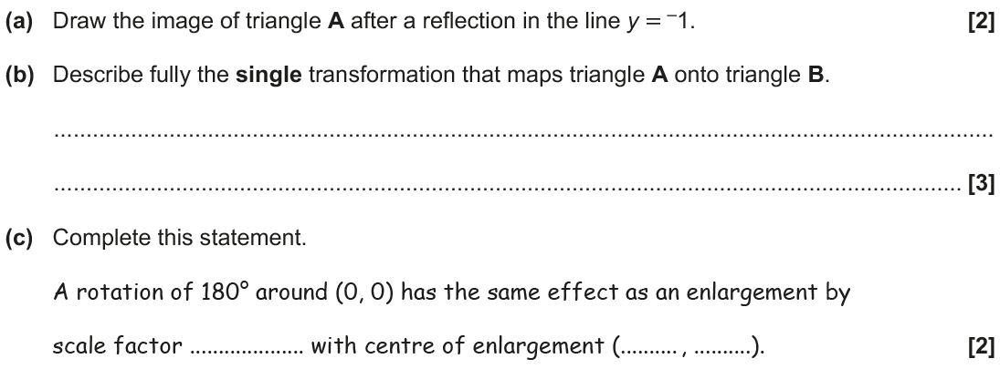 (a) Draw the image of triangle A after a reflection in the line y = ⁻1. [2]
(b) Describe fully the single transformation that maps triangle A onto triangle B.
....................................................................................................................................................
.................................................................................................................................................. [3]
(c) Complete this statement.
A rotation of 180° around (0, 0) has the same effect as an enlargement by
scale factor .................... with centre of enlargement (.......... , ..........). [2]